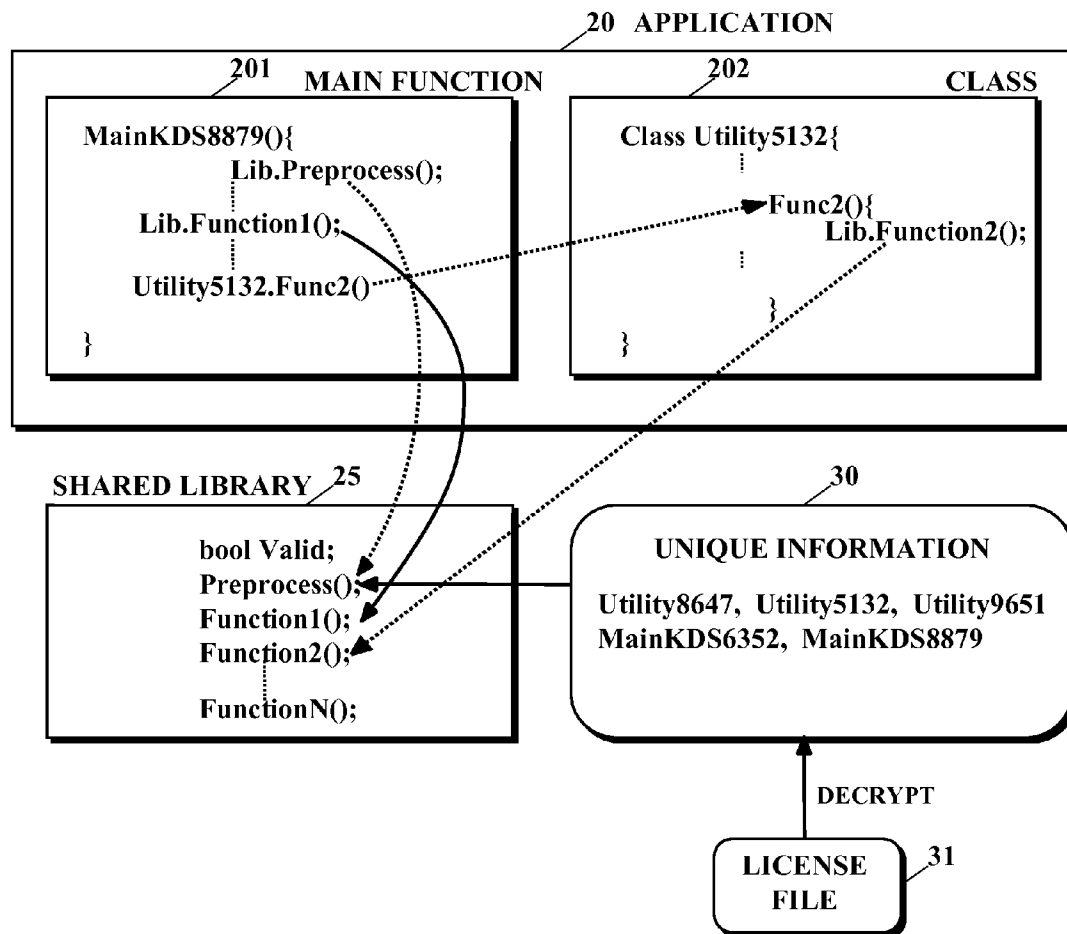 20 APPLICATION
201
MAIN FUNCTION
MainKDS8879(){
Lib.Preprocess();
Lib.Function1();
Utility5132.Func2()
}
202
CLASS
Class Utility5132{
Func2(){
Lib.Function2();
}
}
SHARED LIBRARY
25
bool Valid;
Preprocess();
Function1();
Function2();
FunctionN();
30
UNIQUE INFORMATION
Utility8647, Utility5132, Utility9651
MainKDS6352, MainKDS8879
DECRYPT
31
LICENSE
FILE